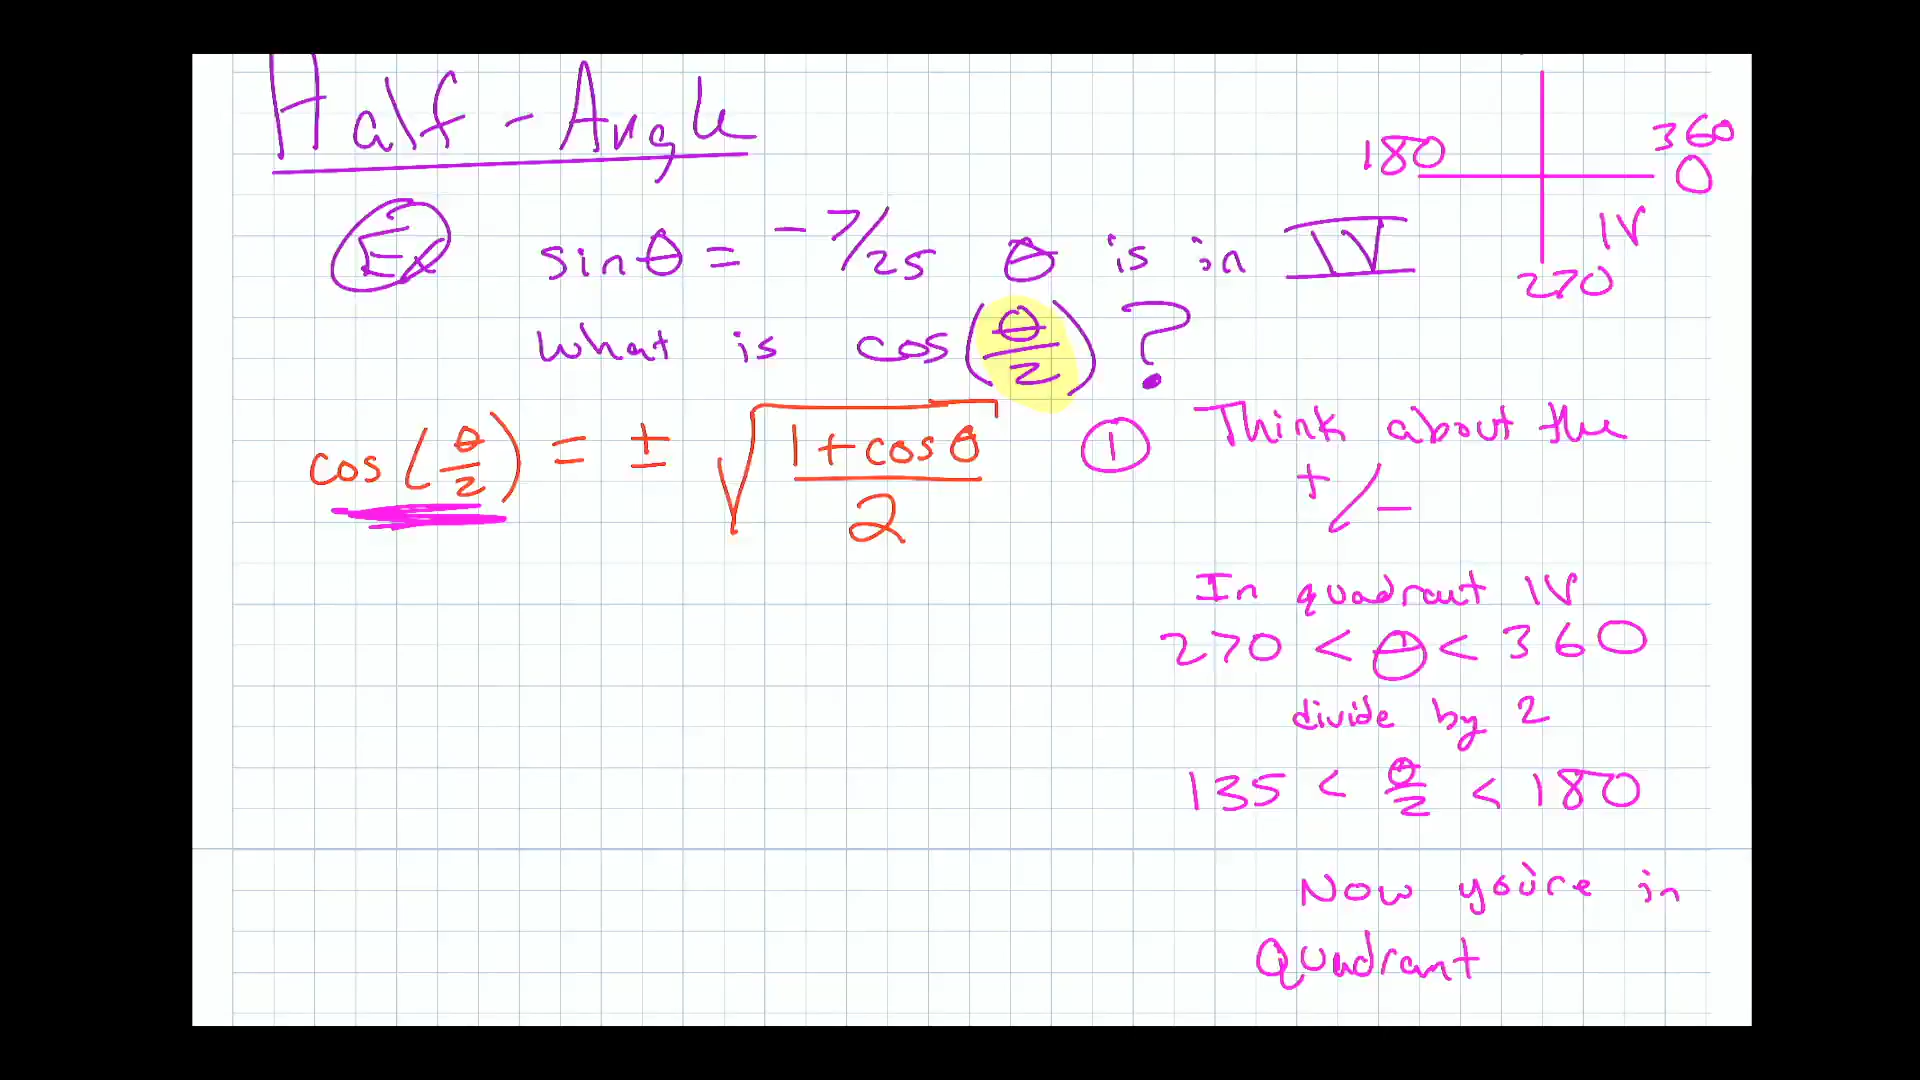 Half-Angle
180
360
0
IV
270
Ex sinθ = -7/25 θ is in IV
What is cos(θ/2)?
cos(θ/2) = ± √((1+cosθ)/2)
① Think about the
+/-
In quadrant IV
270 < θ < 360
divide by 2
135 < θ/2 < 180
Now you're in
Quadrant